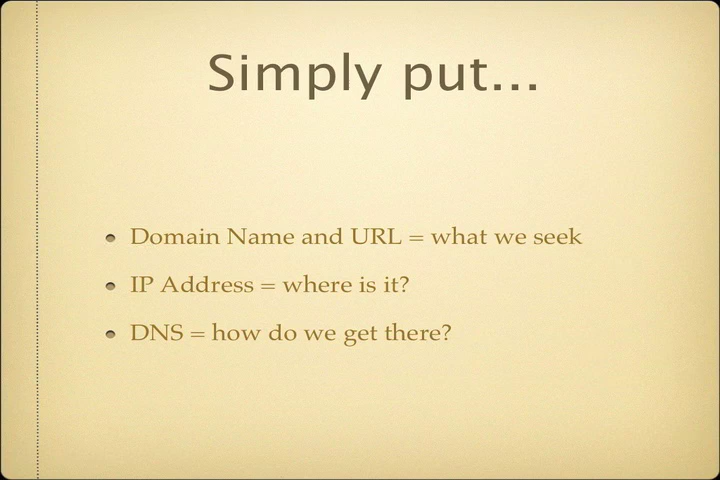 Simply put...
Domain Name and URL = what we seek
IP Address = where is it?
DNS = how do we get there?